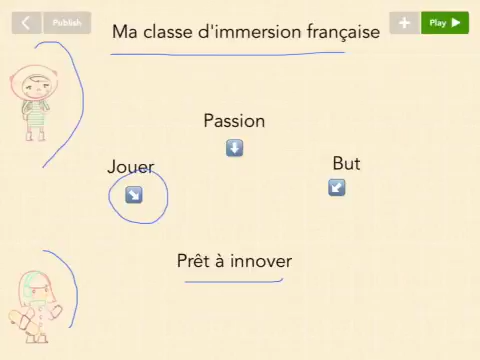 Publish
Play
Ma classe d'immersion française
Passion
Jouer
But
Prêt à innover